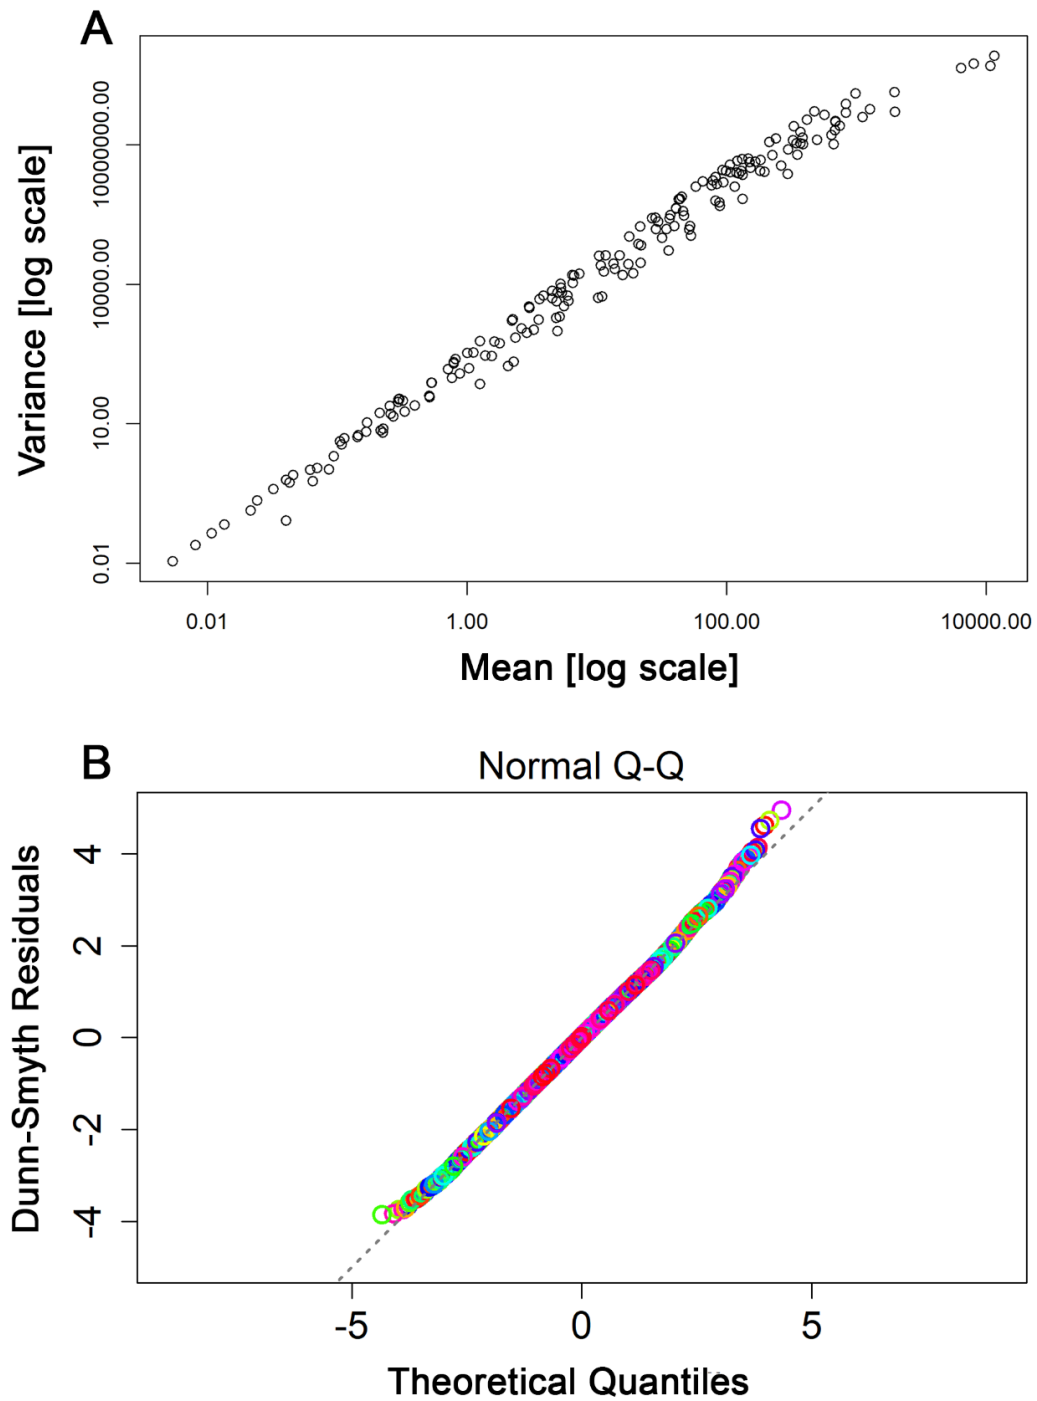 A
Variance [log scale]
10000000.00
10000.00
10.00
0.01
0.01 1.00 100.00 10000.00
Mean [log scale]
B
Normal Q-Q
Dunn-Smyth Residuals
4
2
0
-2
-4
-5 0 5
Theoretical Quantiles